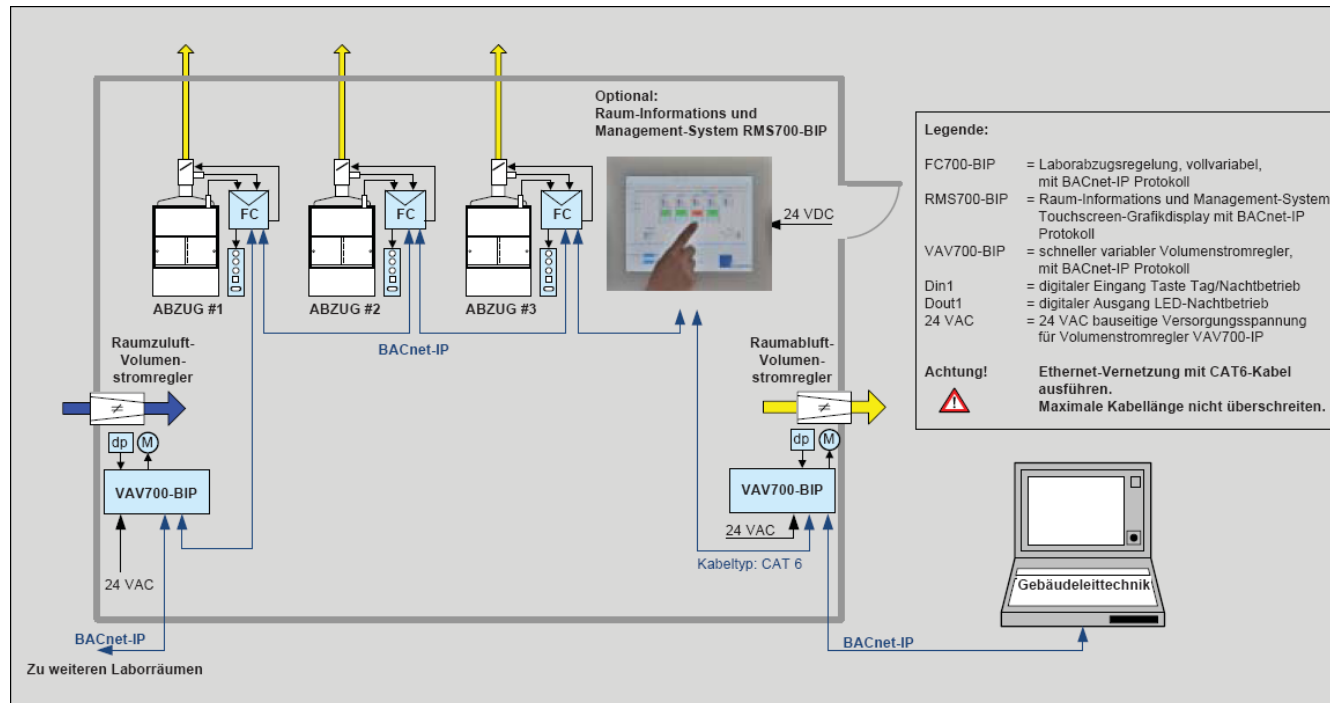 Optional:
Raum-Informations und
Management-System RMS700-BIP
FC
FC
FC
24 VDC
ABZUG #1
ABZUG #2
ABZUG #3
BACnet-IP
Raumzuluft-
Volumen-
stromregler
Raumabluft-
Volumen-
stromregler
≠
≠
dp
M
dp
M
VAV700-BIP
VAV700-BIP
24 VAC
24 VAC
Kabeltyp: CAT 6
BACnet-IP
BACnet-IP
Zu weiteren Laborräumen
Legende:
FC700-BIP = Laborabzugsregelung, vollvariabel,
mit BACnet-IP Protokoll
RMS700-BIP = Raum-Informations und Management-System
Touchscreen-Grafikdisplay mit BACnet-IP
Protokoll
VAV700-BIP = schneller variabler Volumenstromregler,
mit BACnet-IP Protokoll
Din1 = digitaler Eingang Taste Tag/Nachtbetrieb
Dout1 = digitaler Ausgang LED-Nachtbetrieb
24 VAC = 24 VAC bauseitige Versorgungsspannung
für Volumenstromregler VAV700-IP
Achtung! Ethernet-Vernetzung mit CAT6-Kabel
ausführen.
Maximale Kabellänge nicht überschreiten.
Gebäudeleittechnik